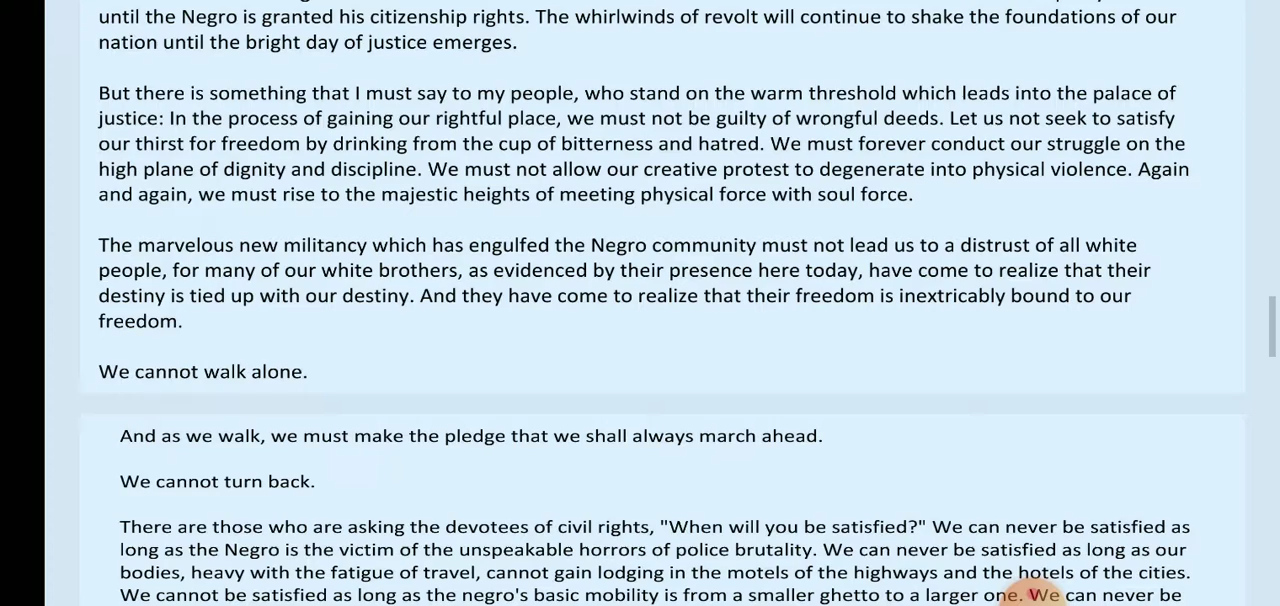 until the Negro is granted his citizenship rights. The whirlwinds of revolt will continue to shake the foundations of our
nation until the bright day of justice emerges.
But there is something that I must say to my people, who stand on the warm threshold which leads into the palace of
justice: In the process of gaining our rightful place, we must not be guilty of wrongful deeds. Let us not seek to satisfy
our thirst for freedom by drinking from the cup of bitterness and hatred. We must forever conduct our struggle on the
high plane of dignity and discipline. We must not allow our creative protest to degenerate into physical violence. Again
and again, we must rise to the majestic heights of meeting physical force with soul force.
The marvelous new militancy which has engulfed the Negro community must not lead us to a distrust of all white
people, for many of our white brothers, as evidenced by their presence here today, have come to realize that their
destiny is tied up with our destiny. And they have come to realize that their freedom is inextricably bound to our
freedom.
We cannot walk alone.
And as we walk, we must make the pledge that we shall always march ahead.
We cannot turn back.
There are those who are asking the devotees of civil rights, "When will you be satisfied?" We can never be satisfied as
long as the Negro is the victim of the unspeakable horrors of police brutality. We can never be satisfied as long as our
bodies, heavy with the fatigue of travel, cannot gain lodging in the motels of the highways and the hotels of the cities.
We cannot be satisfied as long as the negro's basic mobility is from a smaller ghetto to a larger one. We can never be